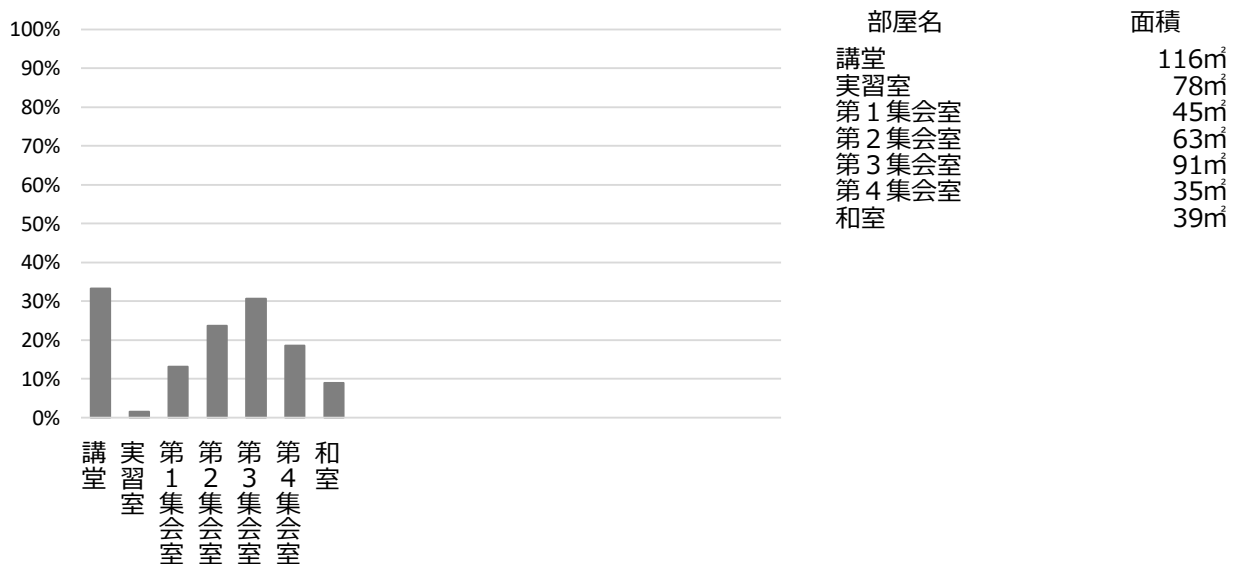 100%
90%
80%
70%
60%
50%
40%
30%
20%
10%
0%
講堂
実習室
第１集会室
第２集会室
第３集会室
第４集会室
和室
部屋名 面積
講堂 116㎡
実習室 78㎡
第１集会室 45㎡
第２集会室 63㎡
第３集会室 91㎡
第４集会室 35㎡
和室 39㎡